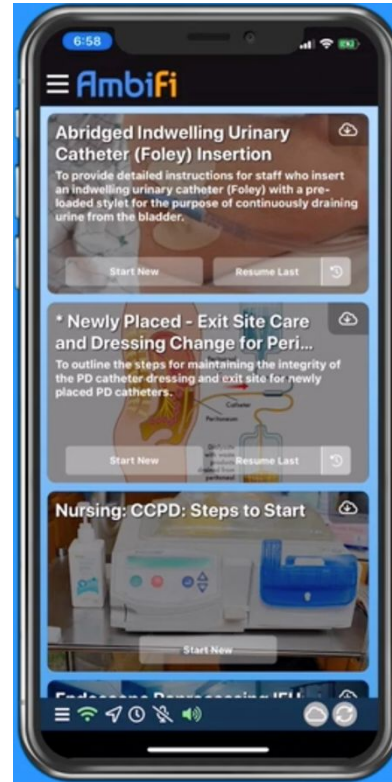 6:58
AmbiFi
Abridged Indwelling Urinary
Catheter (Foley) Insertion
To provide detailed instructions for staff who insert
an indwelling urinary catheter (Foley) with a pre-
loaded stylet for the purpose of continuously draining
urine from the bladder.
Start New
Resume Last
* Newly Placed - Exit Site Care
and Dressing Change for Peri...
To outline the steps for maintaining the integrity of
the PD catheter dressing and exit site for newly
placed PD catheters.
Catheter
Peritoneum
Start New
Resume Last
Nursing: CCPD: Steps to Start
Start New